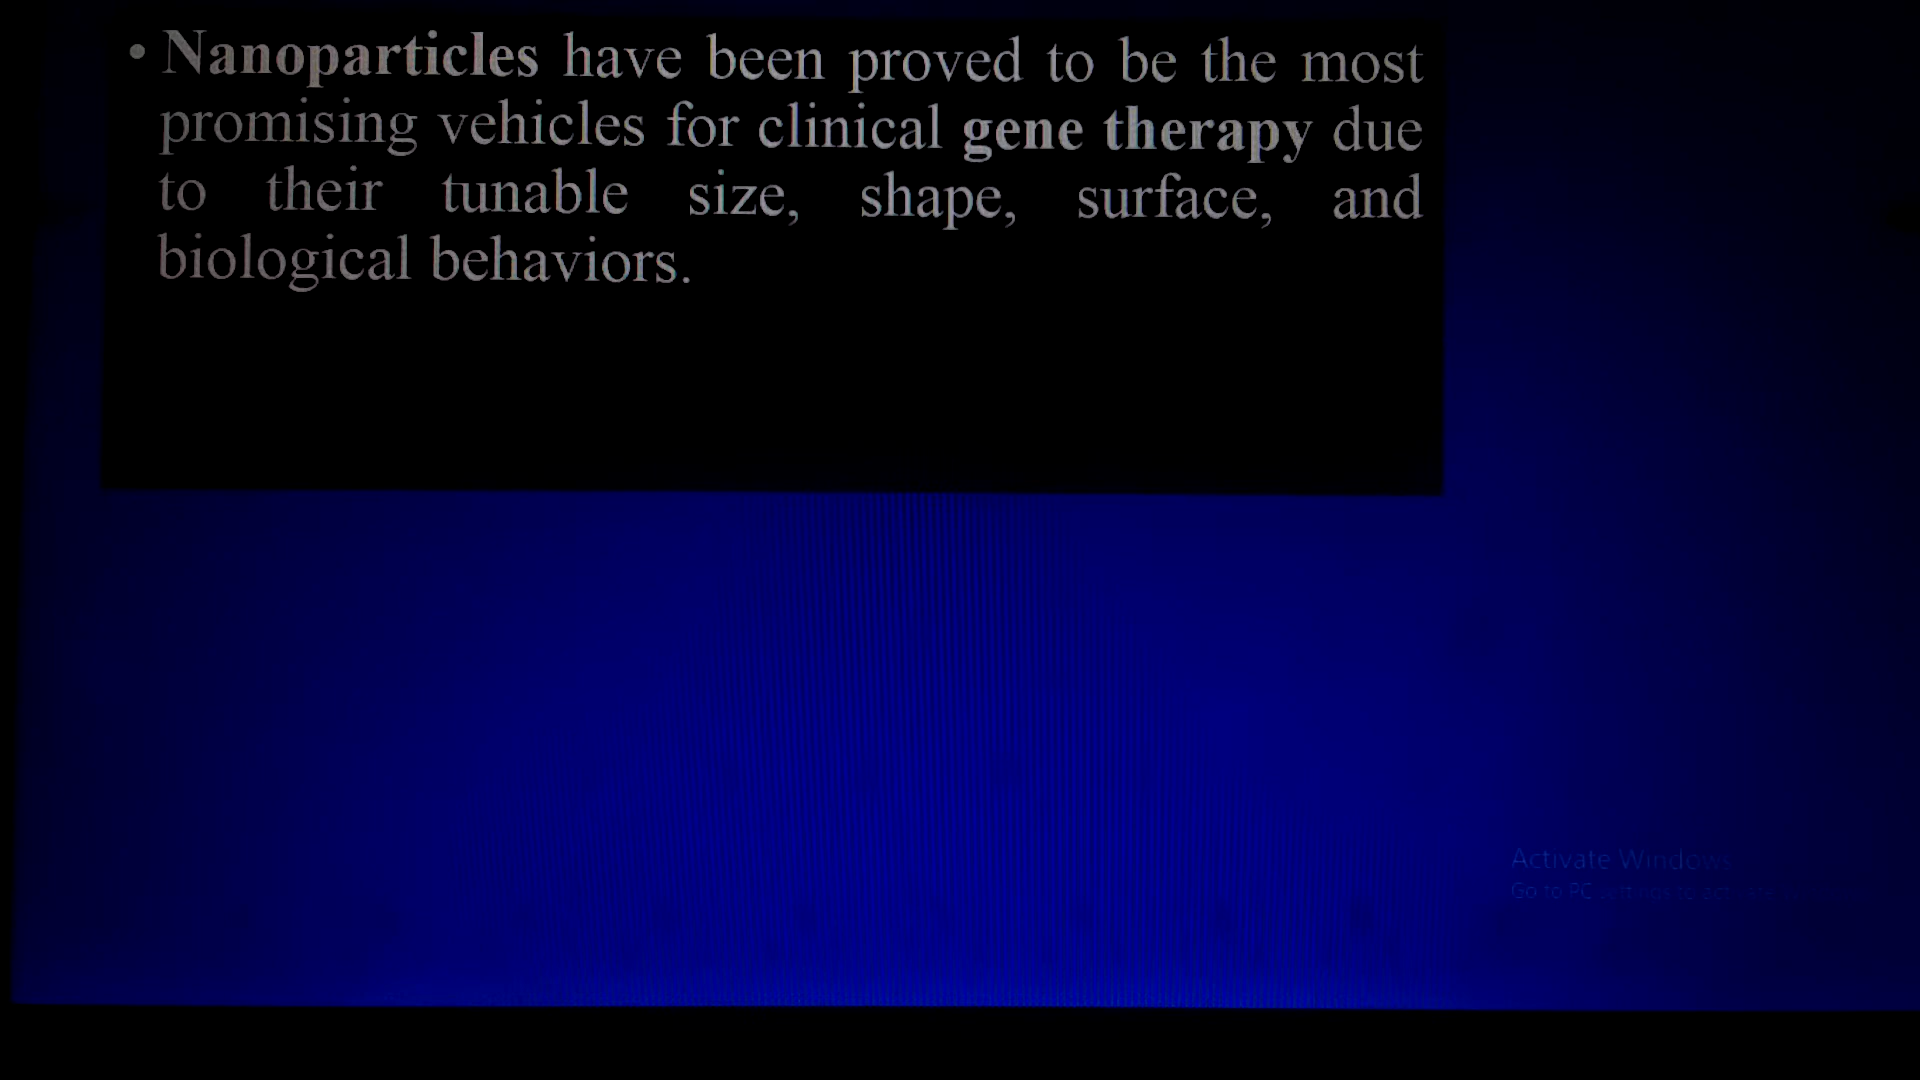 • Nanoparticles have been proved to be the most
promising vehicles for clinical gene therapy due
to their tunable size, shape, surface, and
biological behaviors.
Activate Windows
Go to PC settings to activate